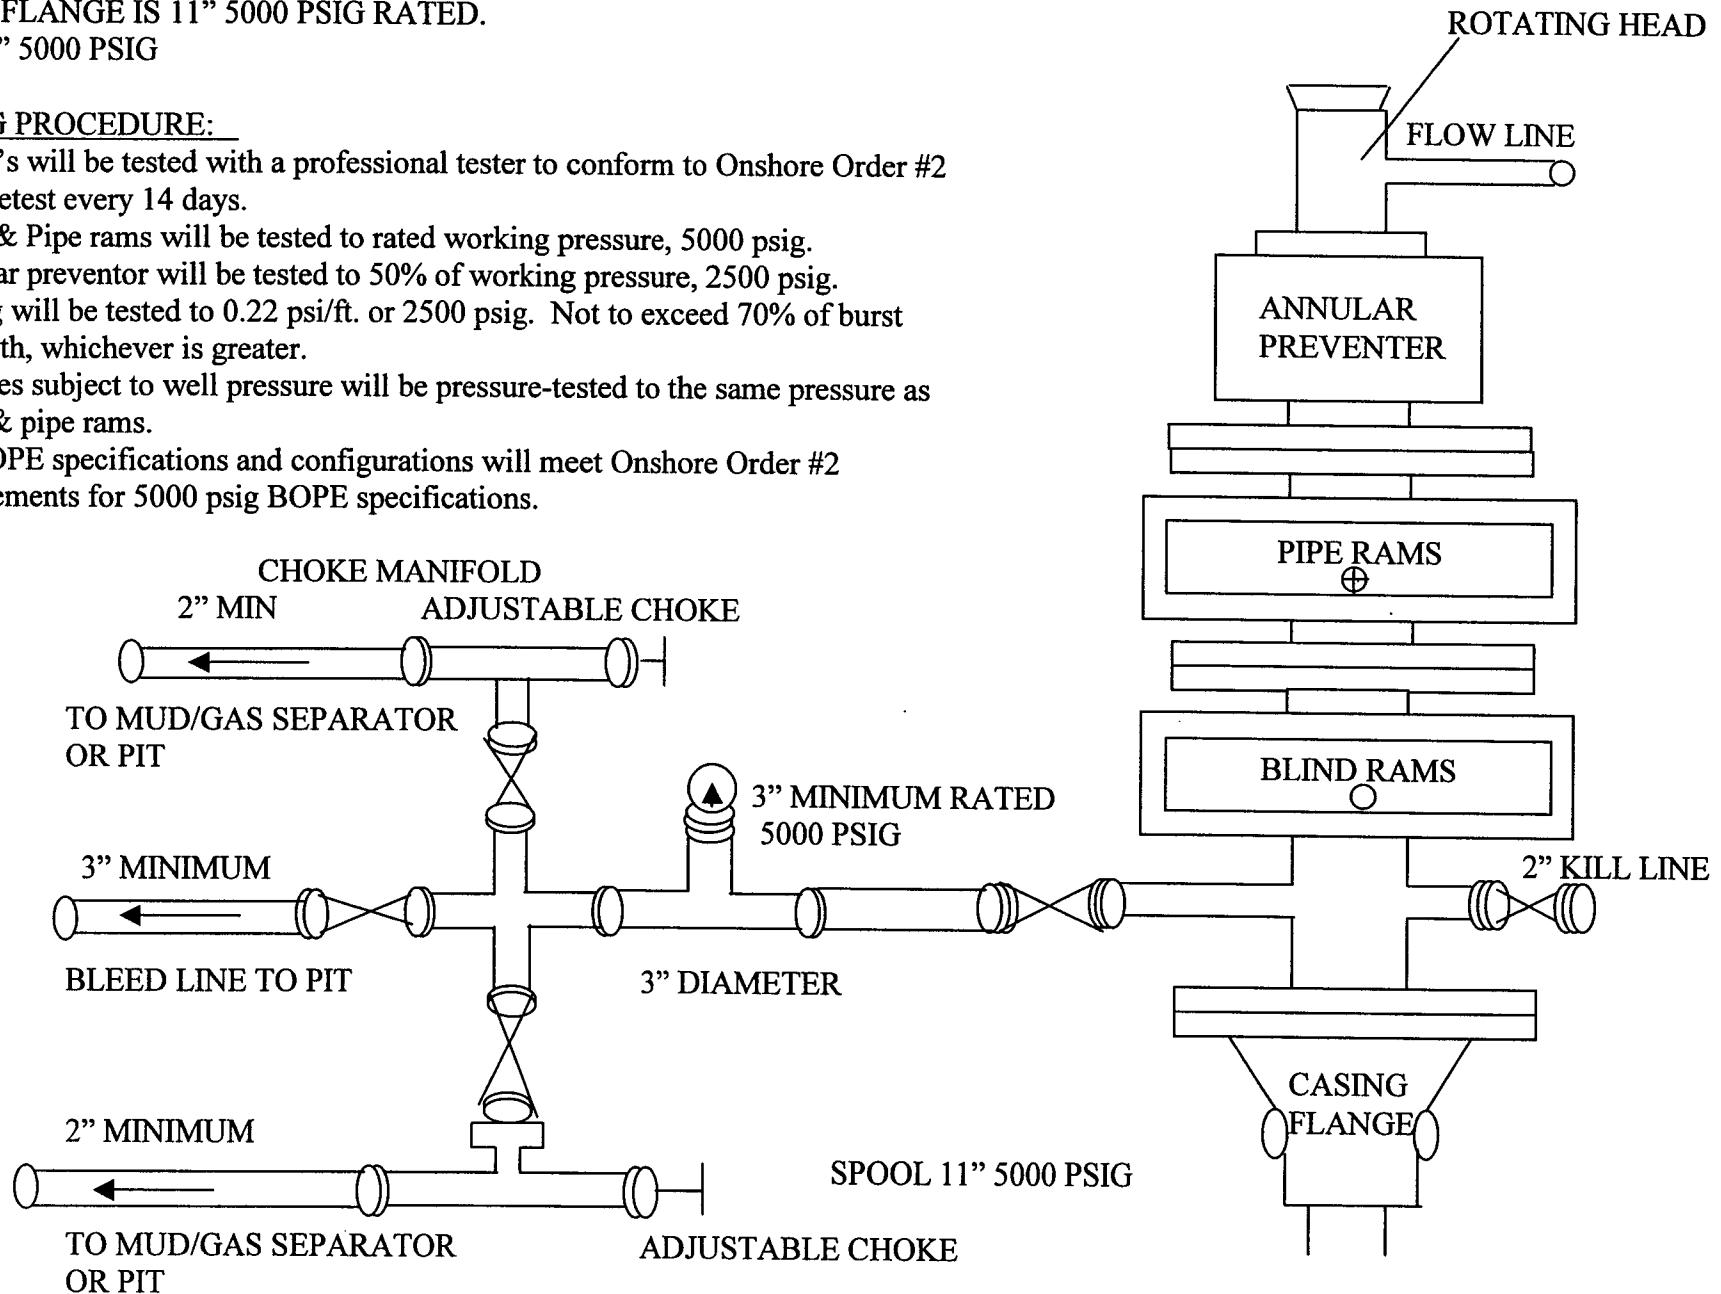 FLANGE IS 11” 5000 PSIG RATED.
” 5000 PSIG
PROCEDURE:
’s will be tested with a professional tester to conform to Onshore Order #2
every 14 days.
& Pipe rams will be tested to rated working pressure, 5000 psig.
preventor will be tested to 50% of working pressure, 2500 psig.
will be tested to 0.22 psi/ft. or 2500 psig. Not to exceed 70% of burst
whichever is greater.
subject to well pressure will be pressure-tested to the same pressure as
& pipe rams.
specifications and configurations will meet Onshore Order #2
for 5000 psig BOPE specifications.
ROTATING HEAD
FLOW LINE
ANNULAR
PREVENTER
PIPE RAMS
BLIND RAMS
2” KILL LINE
CASING
FLANGE
CHOKE MANIFOLD
2” MIN
ADJUSTABLE CHOKE
TO MUD/GAS SEPARATOR
OR PIT
3” MINIMUM RATED
5000 PSIG
3” MINIMUM
BLEED LINE TO PIT
3” DIAMETER
2” MINIMUM
SPOOL 11” 5000 PSIG
TO MUD/GAS SEPARATOR
OR PIT
ADJUSTABLE CHOKE